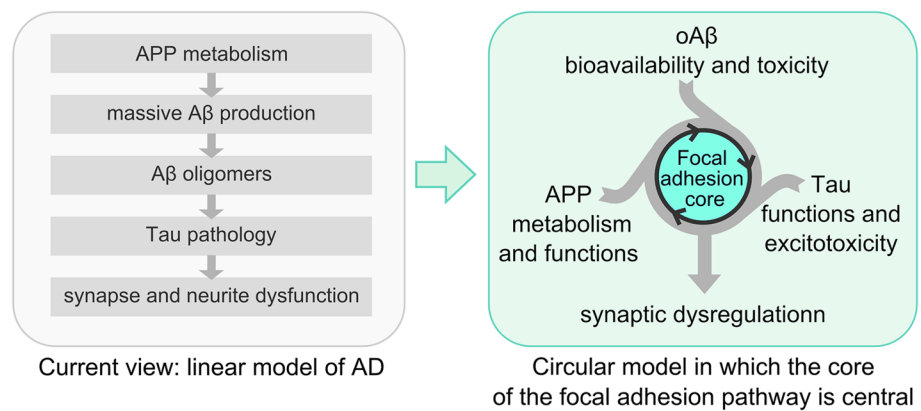 APP metabolism
massive Aβ production
Aβ oligomers
Tau pathology
synapse and neurite dysfunction
Current view: linear model of AD
oAβ
bioavailability and toxicity
Focal
adhesion
core
APP
metabolism
and functions
Tau
functions and
excitotoxicity
synaptic dysregulationn
Circular model in which the core
of the focal adhesion pathway is central